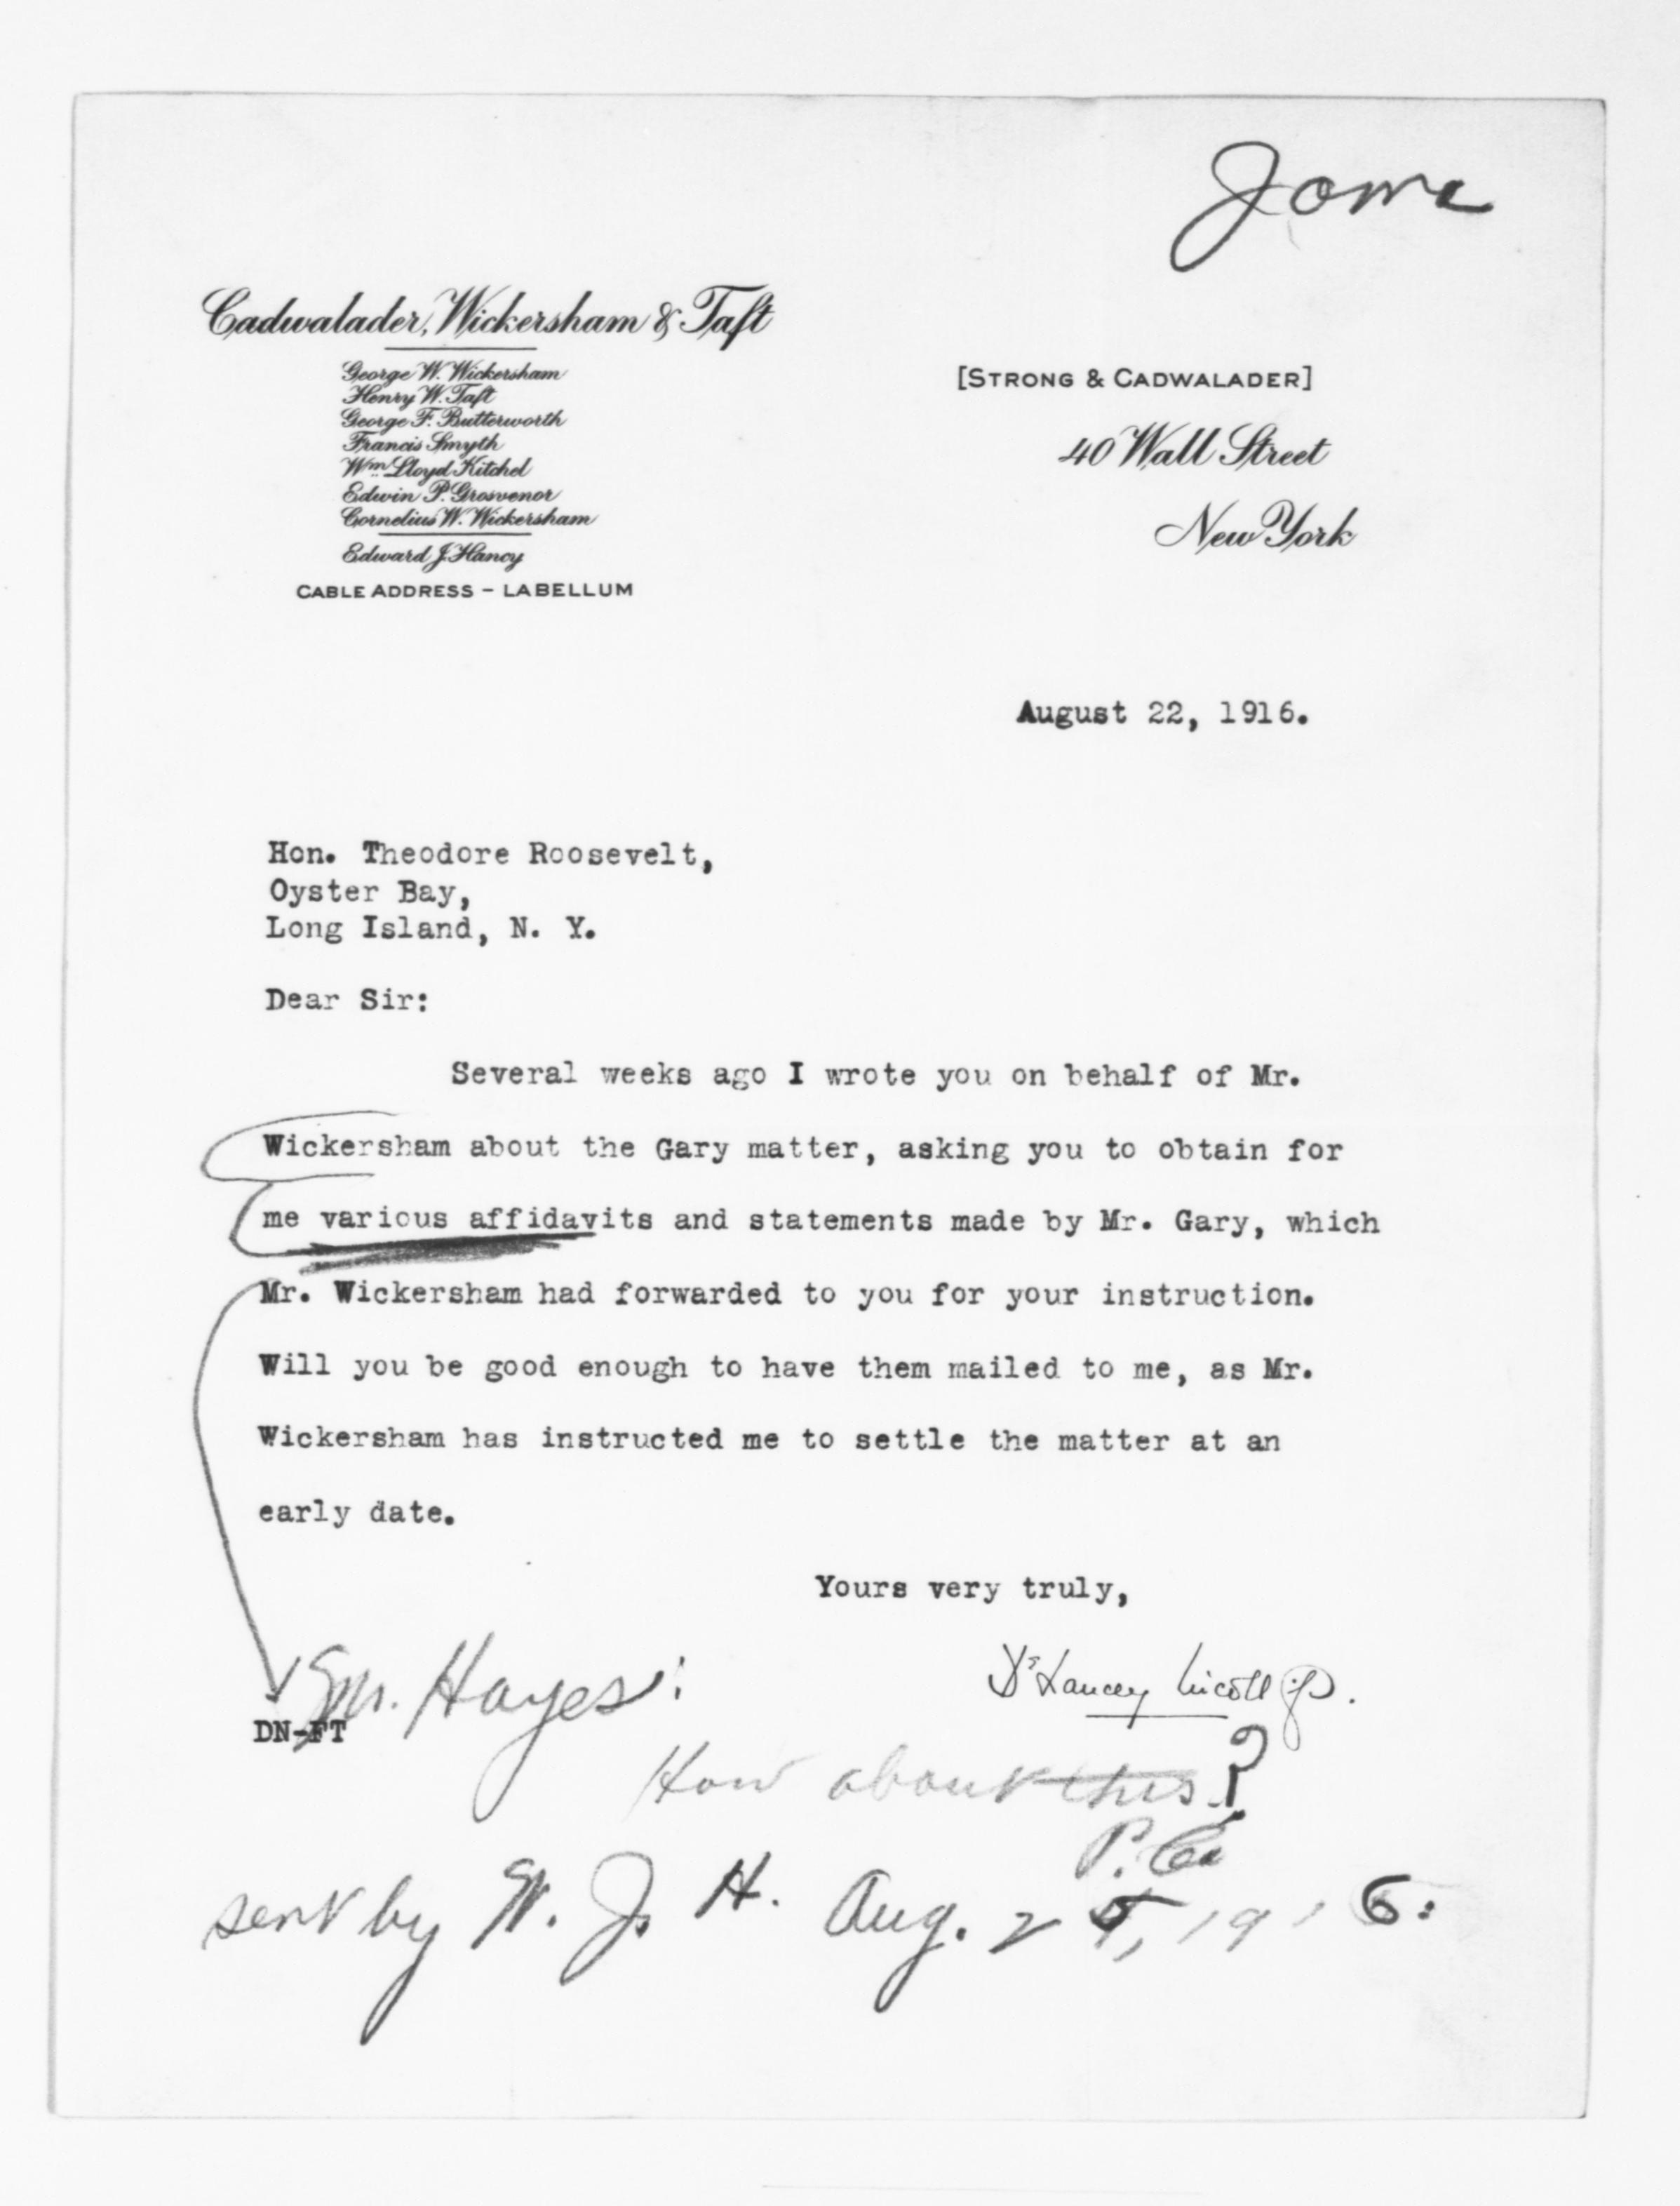 Cadwalader, Wickersham & Taft
George W. Wickersham
Henry W. Taft
George F. Butterworth
Francis Smyth
Wm. Lloyd Kitchel
Edwin P. Grosvenor
Cornelius W. Wickersham
Edward J. Hancy
CABLE ADDRESS - LABELLUM
[STRONG & CADWALADER]
40 Wall Street
New York
August 22, 1916.
Hon. Theodore Roosevelt,
Oyster Bay,
Long Island, N. Y.
Dear Sir:
Several weeks ago I wrote you on behalf of Mr.
Wickersham about the Gary matter, asking you to obtain for
me various affidavits and statements made by Mr. Gary, which
Mr. Wickersham had forwarded to you for your instruction.
Will you be good enough to have them mailed to me, as Mr.
Wickersham has instructed me to settle the matter at an
early date.
Yours very truly,
DeLancey Nicoll jr.
Mr. Hayes:
DN-FT
How about this?
sent by W. J. H. Aug. 1916.